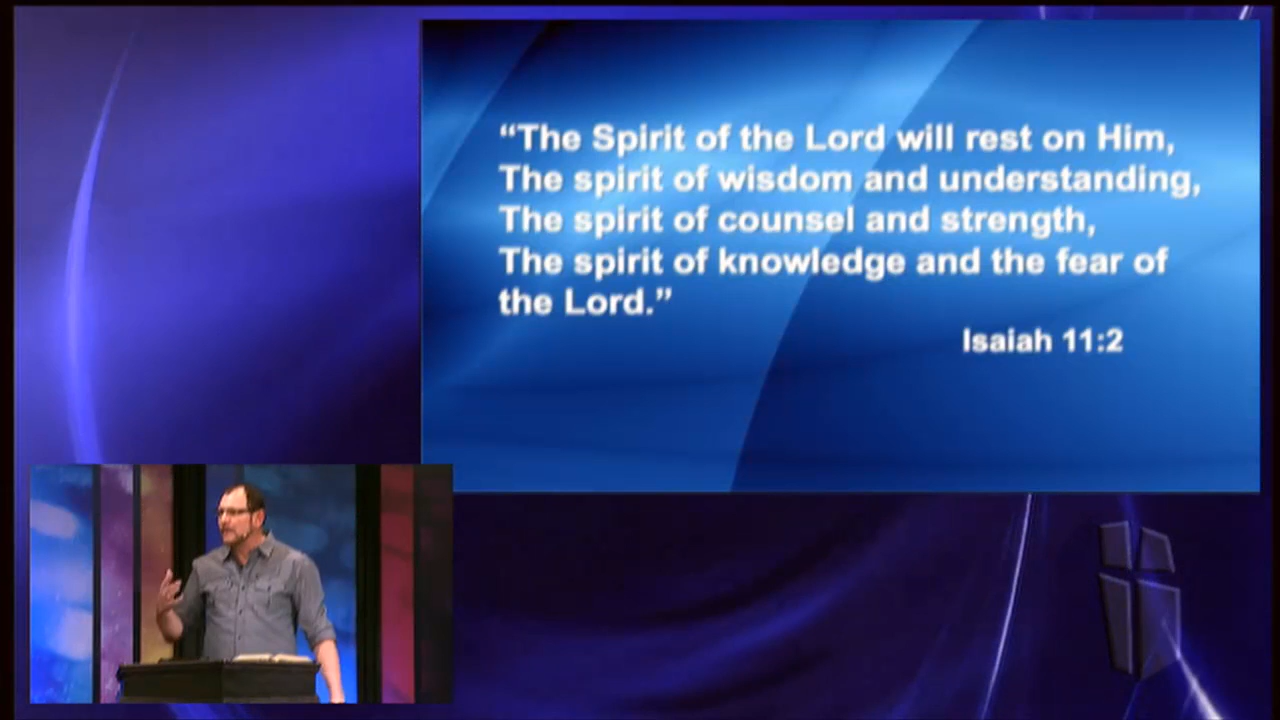 “The Spirit of the Lord will rest on Him,
The spirit of wisdom and understanding,
The spirit of counsel and strength,
The spirit of knowledge and the fear of
the Lord.”
Isaiah 11:2